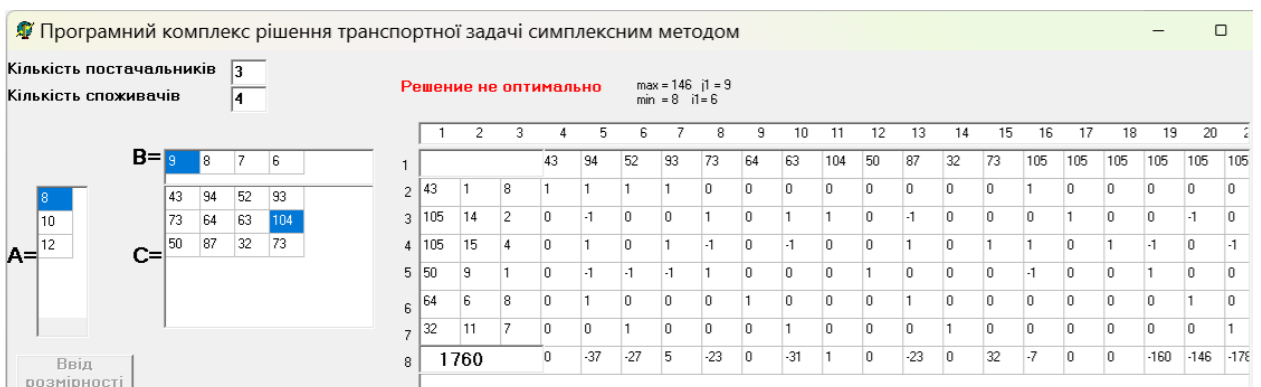 Програмний комплекс рішення транспортної задачі симплексним методом
Кількість постачальників 3
Кількість споживачів 4
Решение не оптимально
max = 146 j1 = 9
min = 8 i1= 6
B= 9 8 7 6
A=
8
10
12
C=
43 94 52 93
73 64 63 104
50 87 32 73
Ввід
розмірності
1 2 3 4 5 6 7 8 9 10 11 12 13 14 15 16 17 18 19 20
1 43 94 52 93 73 64 63 104 50 87 32 73 105 105 105 105 105 105
2 43 1 8 1 1 1 1 0 0 0 0 0 0 0 0 1 0 0 0 0 0
3 105 14 2 0 -1 0 0 1 0 1 1 0 -1 0 0 0 1 0 0 -1 0
4 105 15 4 0 1 0 1 -1 0 -1 0 0 1 0 1 1 0 1 -1 0 -1
5 50 9 1 0 -1 -1 -1 1 0 0 0 1 0 0 0 -1 0 0 1 0 0
6 64 6 8 0 1 0 0 0 1 0 0 0 1 0 0 0 0 0 0 1 0
7 32 11 7 0 0 1 0 0 0 1 0 0 0 1 0 0 0 0 0 0 1
8 1760 0 -37 -27 5 -23 0 -31 1 0 -23 0 32 -7 0 0 -160 -146